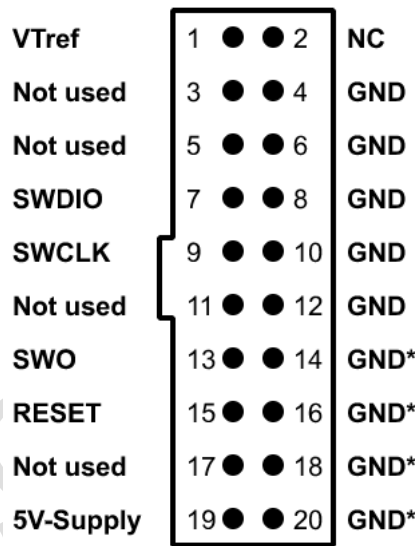 VTref 1 2 NC
Not used 3 4 GND
Not used 5 6 GND
SWDIO 7 8 GND
SWCLK 9 10 GND
Not used 11 12 GND
SWO 13 14 GND*
RESET 15 16 GND*
Not used 17 18 GND*
5V-Supply 19 20 GND*